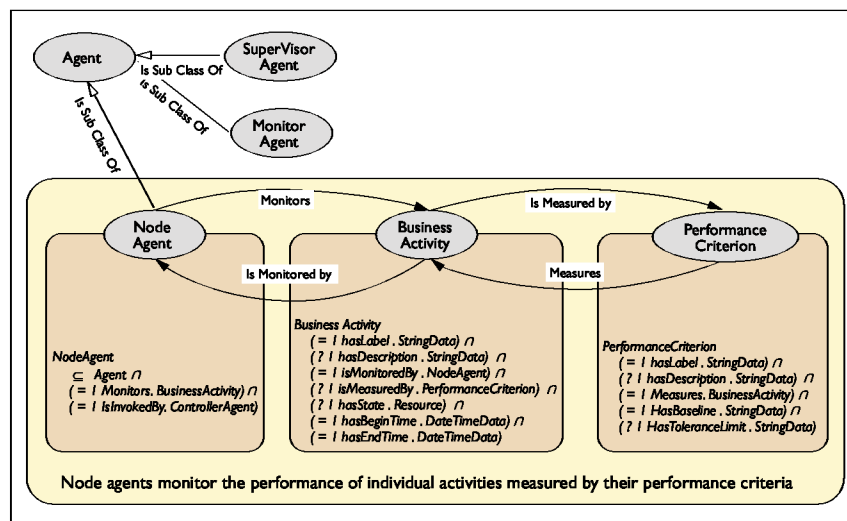 Agent
SuperVisor
Agent
Is Sub Class Of
Is Sub Class Of
Monitor
Agent
Is Sub Class Of
Monitors
Is Measured by
Node
Agent
Business
Activity
Performance
Criterion
Is Monitored by
Measures
NodeAgent
⊆ Agent ∩
( = 1 Monitors. BusinessActivity) ∩
( = 1 IsInvokedBy. ControllerAgent)
Business Activity
( = 1 hasLabel . StringData) ∩
( ? 1 hasDescription . StringData) ∩
( = 1 isMonitoredBy . NodeAgent) ∩
( ? 1 isMeasuredBy . PerformanceCriterion) ∩
( ? 1 hasState . Resource) ∩
( = 1 hasBeginTime . DateTimeData) ∩
( = 1 hasEndTime . DateTimeData)
PerformanceCriterion
( = 1 hasLabel . StringData) ∩
( ? 1 hasDescription . StringData) ∩
( = 1 Measures. BusinessActivity) ∩
( = 1 HasBaseline . StringData) ∩
( ? 1 HasToleranceLimit . StringData)
Node agents monitor the performance of individual activities measured by their performance criteria